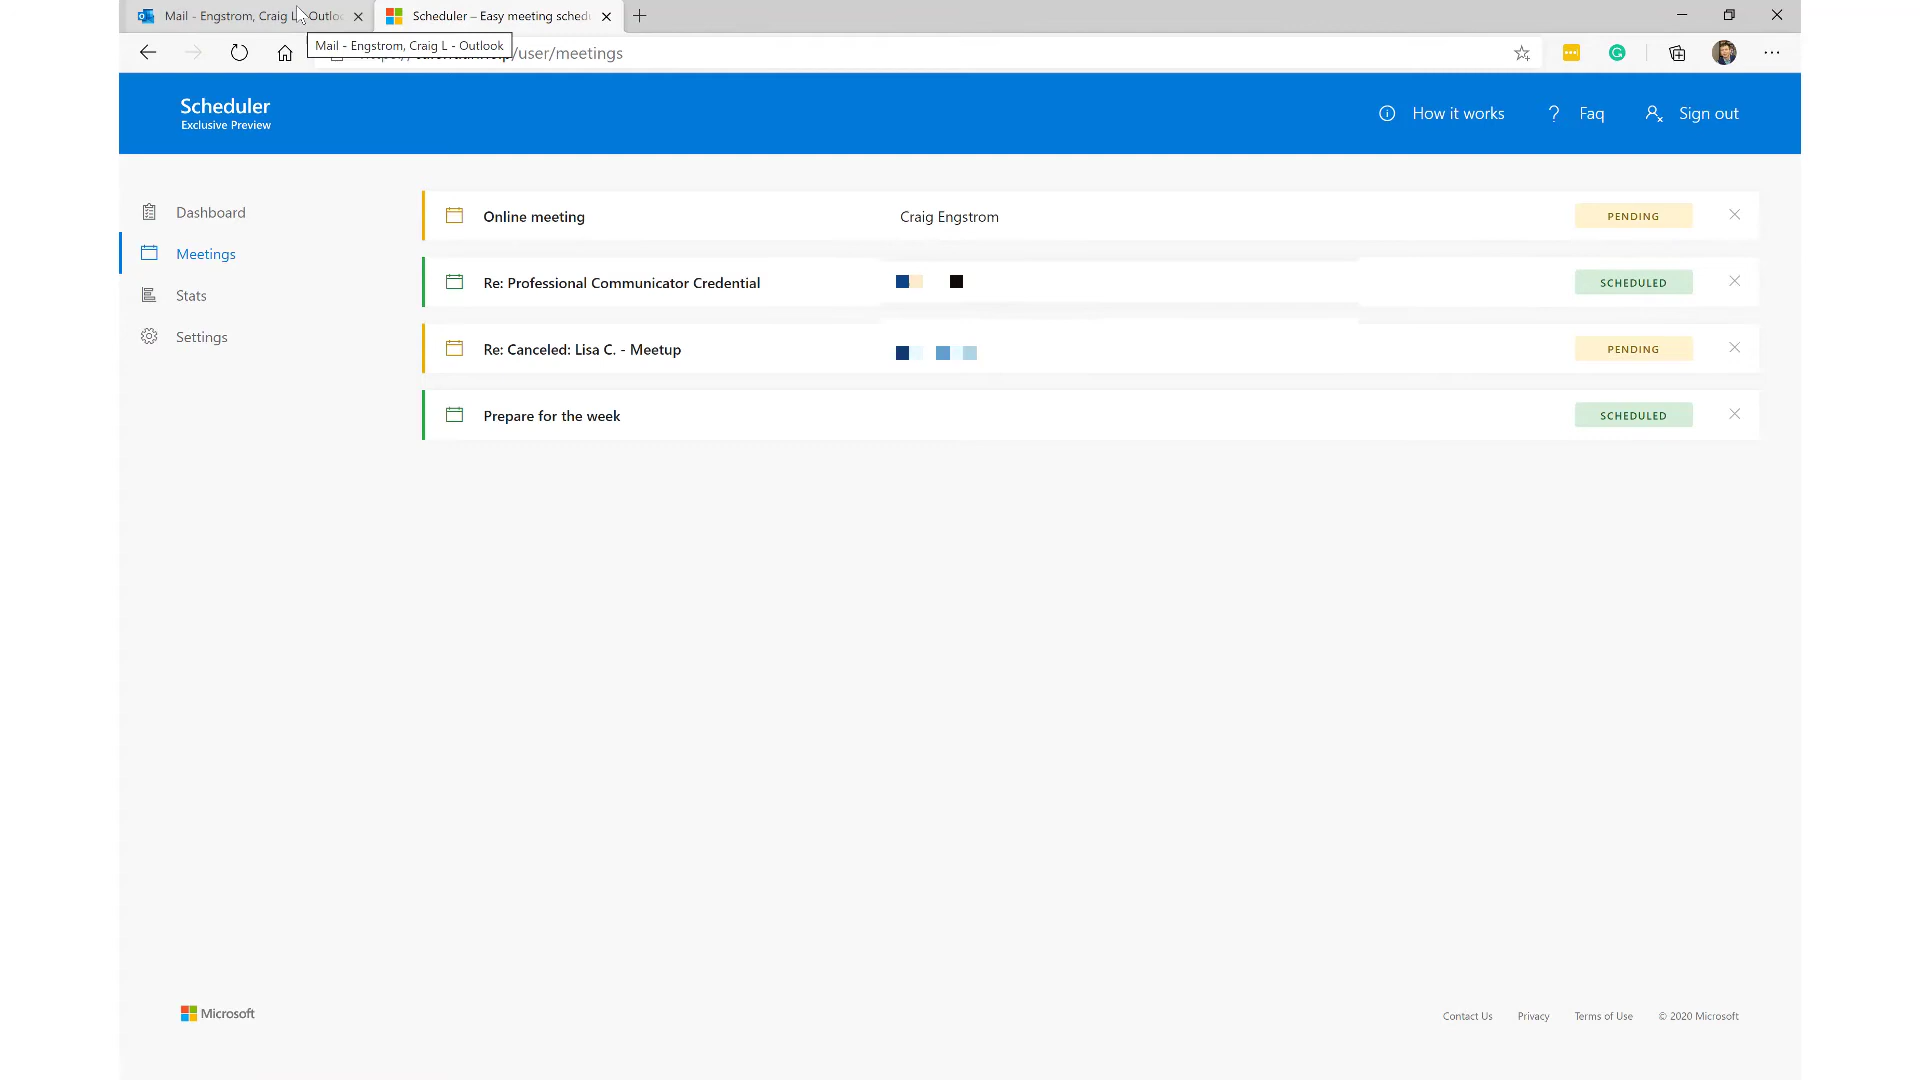 Mail - Engstrom, Craig L - Outloo
Scheduler – Easy meeting schedu
Mail - Engstrom, Craig L - Outlook
/user/meetings
Scheduler
Exclusive Preview
How it works
Faq
Sign out
Dashboard
Meetings
Stats
Settings
Online meeting
Craig Engstrom
PENDING
Re: Professional Communicator Credential
SCHEDULED
Re: Canceled: Lisa C. - Meetup
PENDING
Prepare for the week
SCHEDULED
Microsoft
Contact Us
Privacy
Terms of Use
© 2020 Microsoft